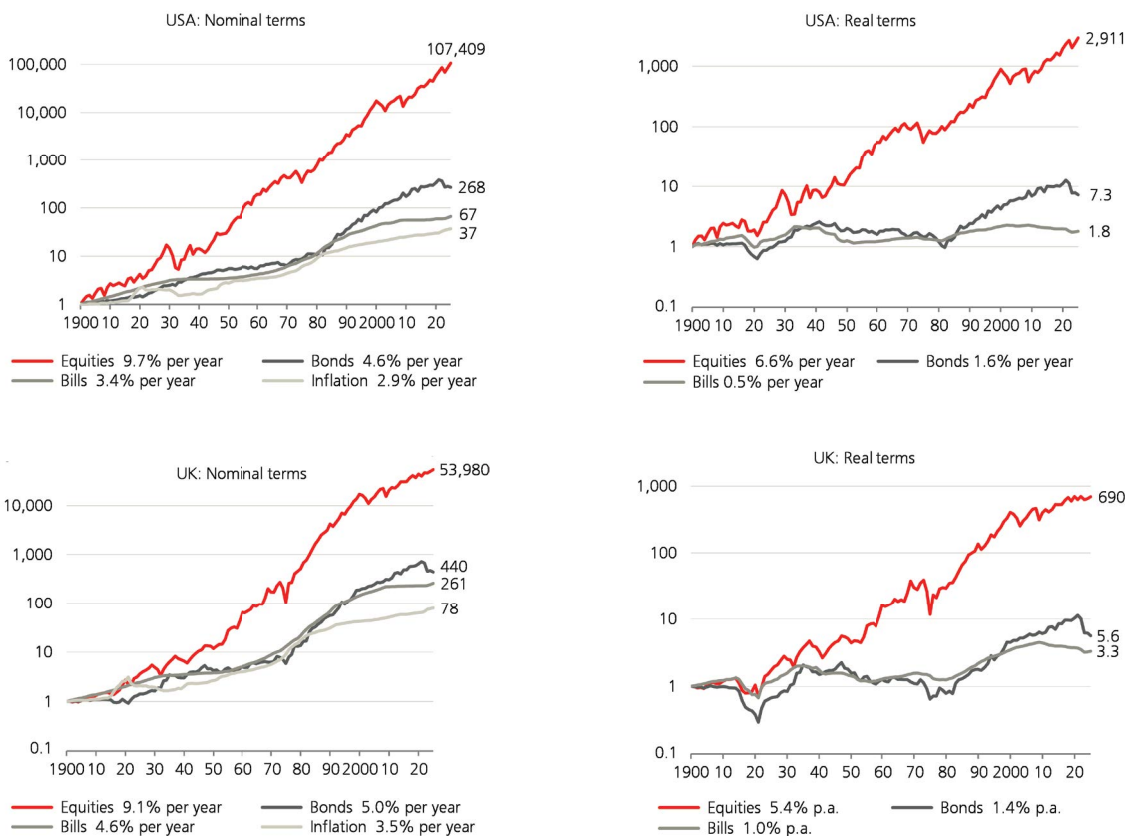 USA: Nominal terms
107,409
100,000
10,000
1,000
268
100
67
37
10
1
1900 10 20 30 40 50 60 70 80 90 2000 10 20
Equities 9.7% per year
Bonds 4.6% per year
Bills 3.4% per year
Inflation 2.9% per year
USA: Real terms
2,911
1,000
100
10
7.3
1.8
1
0.1
1900 10 20 30 40 50 60 70 80 90 2000 10 20
Equities 6.6% per year
Bonds 1.6% per year
Bills 0.5% per year
UK: Nominal terms
53,980
10,000
1,000
440
261
100
78
10
1
0.1
1900 10 20 30 40 50 60 70 80 90 2000 10 20
Equities 9.1% per year
Bonds 5.0% per year
Bills 4.6% per year
Inflation 3.5% per year
UK: Real terms
1,000
690
100
10
5.6
3.3
1
0.1
1900 10 20 30 40 50 60 70 80 90 2000 10 20
Equities 5.4% p.a.
Bonds 1.4% p.a.
Bills 1.0% p.a.